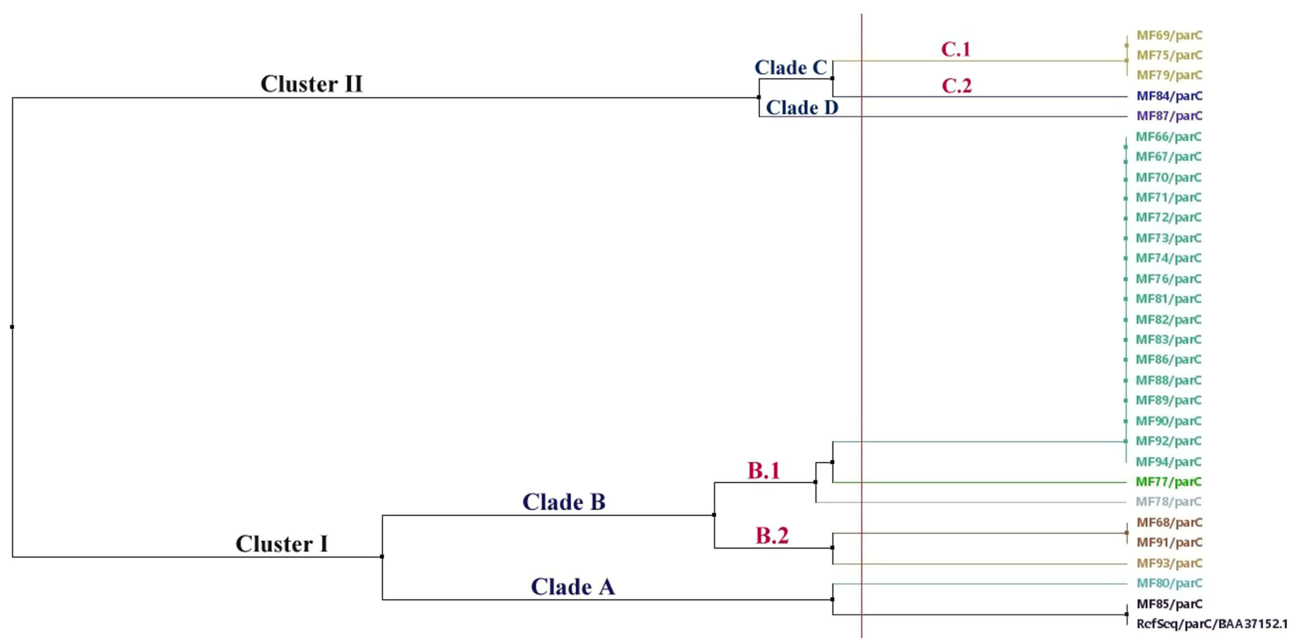 MF69/parC
C.1
MF75/parC
Clade C
MF79/parC
Cluster II
C.2
MF84/parC
Clade D
MF87/parC
MF66/parC
MF67/parC
MF70/parC
MF71/parC
MF72/parC
MF73/parC
MF74/parC
MF76/parC
MF81/parC
MF82/parC
MF83/parC
MF86/parC
MF88/parC
MF89/parC
MF90/parC
MF92/parC
MF94/parC
B.1
MF77/parC
Clade B
MF78/parC
MF68/parC
B.2
Cluster I
MF91/parC
MF93/parC
Clade A
MF80/parC
MF85/parC
RefSeq/parC/BAA37152.1